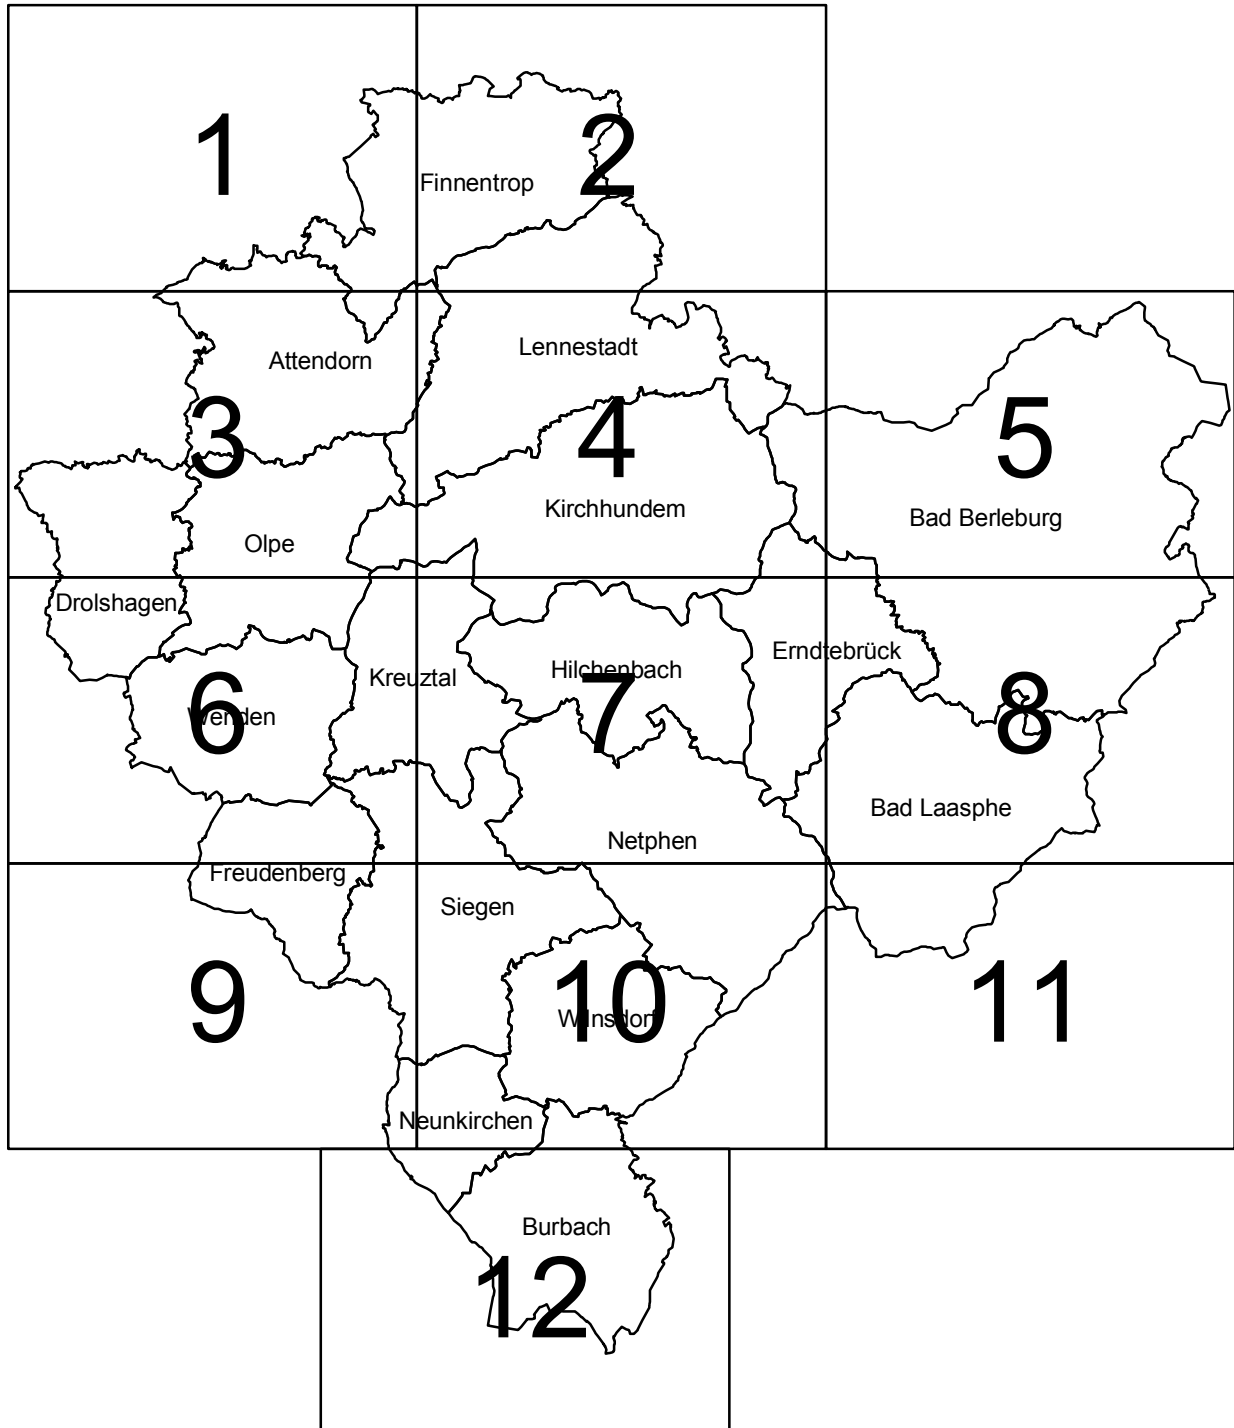 1
2
Finnentrop
Lennestadt
Attendorn
3
4
5
Kirchhundem
Bad Berleburg
Olpe
Drolshagen
Erndtebrück
Hilchenbach
Kreuztal
6
Wenden
7
8
Bad Laasphe
Netphen
Freudenberg
Siegen
9
10
11
Wilnsdorf
Neunkirchen
Burbach
12